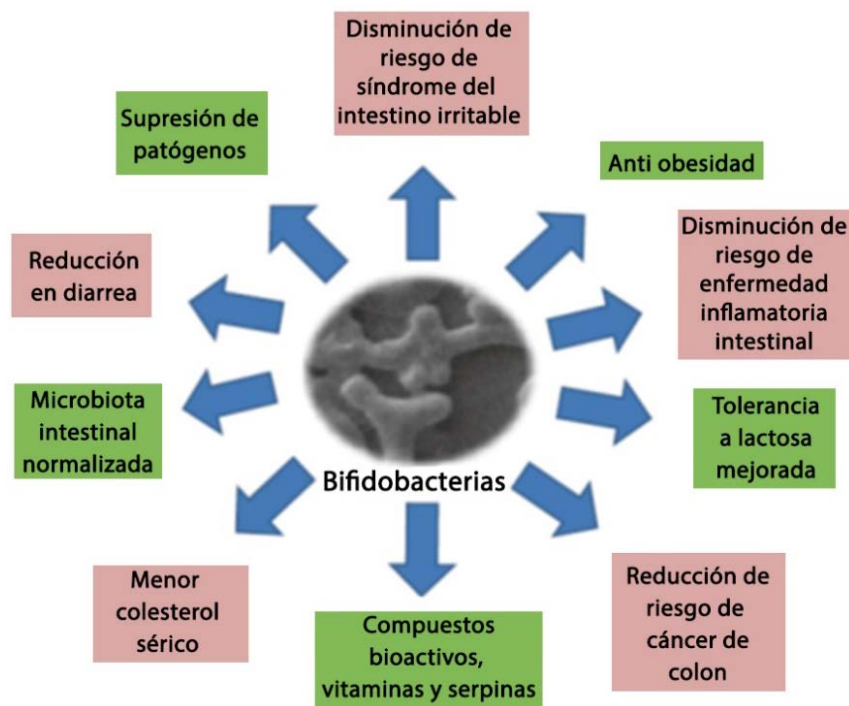 Disminución de
riesgo de
síndrome del
intestino irritable
Supresión de
patógenos
Anti obesidad
Reducción
en diarrea
Disminución de
riesgo de
enfermedad
inflamatoria
intestinal
Microbiota
intestinal
normalizada
Tolerancia
a lactosa
mejorada
Bifidobacterias
Menor
colesterol
sérico
Compuestos
bioactivos,
vitaminas y serpinas
Reducción de
riesgo de
cáncer de
colon